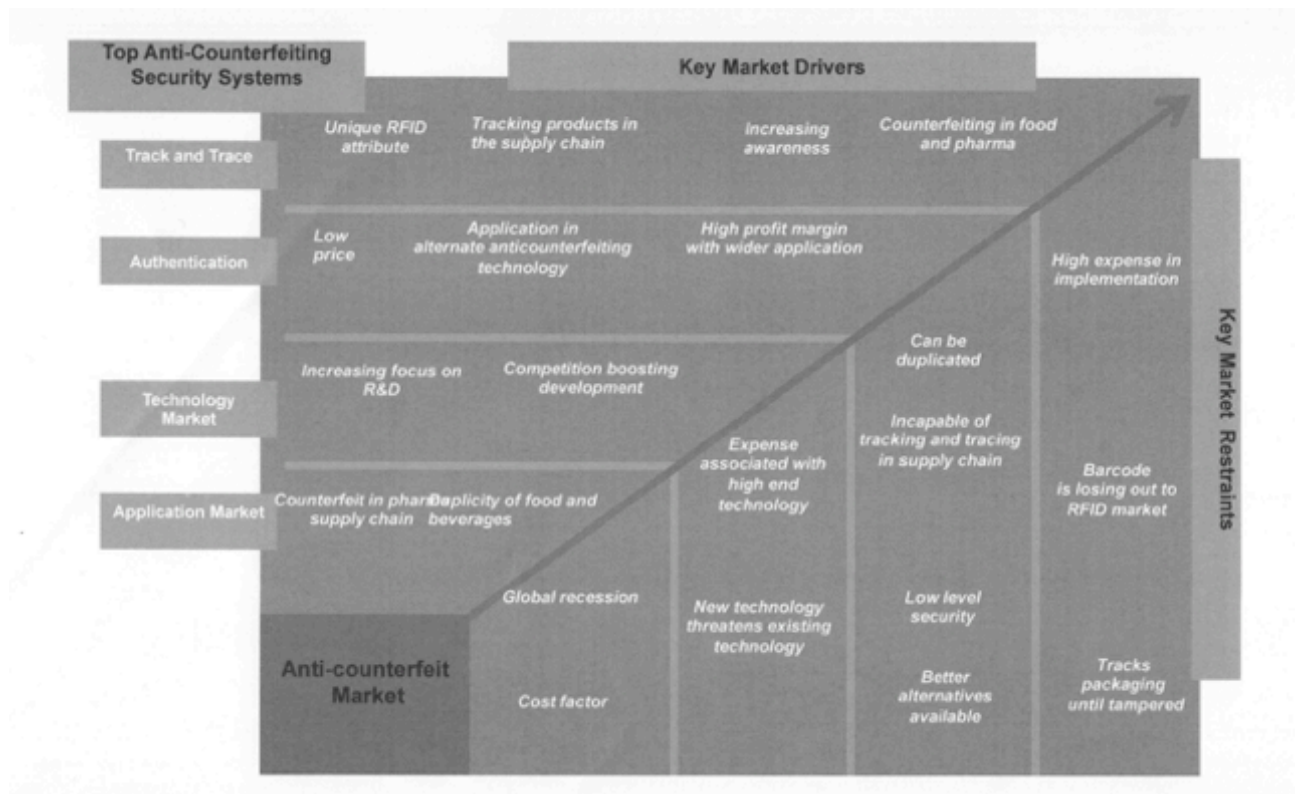 Top Anti-Counterfeiting
Security Systems
Key Market Drivers
Track and Trace
Unique RFID
attribute
Tracking products in
the supply chain
Increasing
awareness
Counterfeiting in food
and pharma
Authentication
Low
price
Application in
alternate anticounterfeiting
technology
High profit margin
with wider application
Technology
Market
Increasing focus on
R&D
Competition boosting
development
Application Market
Counterfeit in pharma
supply chain
Duplicity of food and
beverages
Anti-counterfeit
Market
Global recession
Cost factor
Expense
associated with
high end
technology
New technology
threatens existing
technology
Can be
duplicated
Incapable of
tracking and tracing
in supply chain
Low level
security
Better
alternatives
available
High expense in
implementation
Barcode
is losing out to
RFID market
Tracks
packaging
until tampered
Key Market Restraints